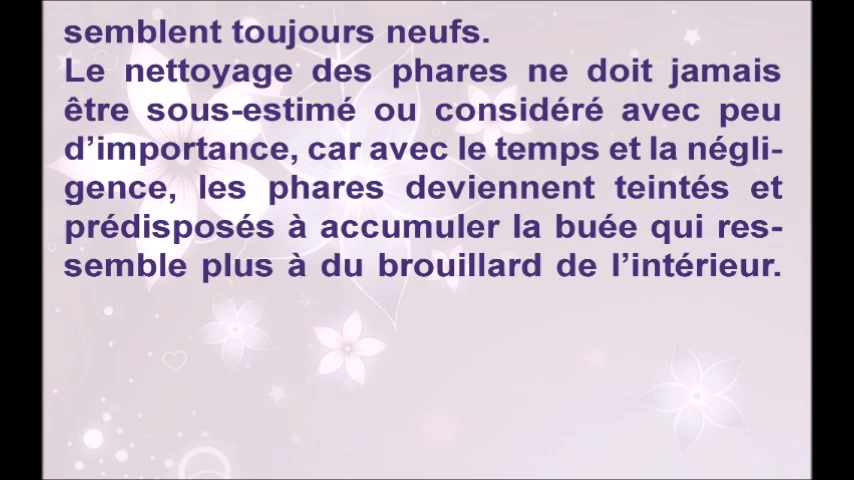 semblent toujours neufs.
Le nettoyage des phares ne doit jamais
être sous-estimé ou considéré avec peu
d’importance, car avec le temps et la négli-
gence, les phares deviennent teintés et
prédisposés à accumuler la buée qui res-
semble plus à du brouillard de l’intérieur.